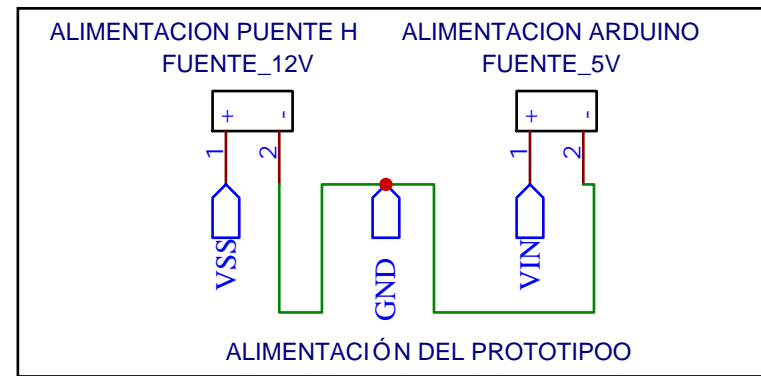 ALIMENTACION PUENTE H
FUENTE_12V
ALIMENTACION ARDUINO
FUENTE_5V
+ -
1 2
+ -
1 2
VSS
GND
VIN
ALIMENTACIÓN DEL PROTOTIPOO